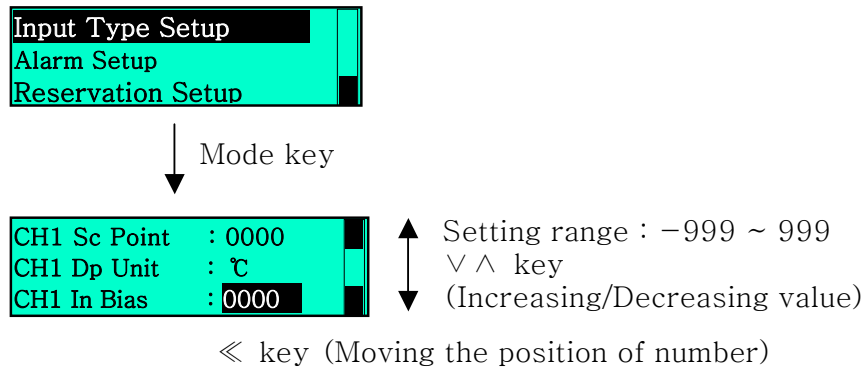 Input Type Setup
Alarm Setup
Reservation Setup
Mode key
CH1 Sc Point : 0000
CH1 Dp Unit : ℃
CH1 In Bias : 0000
Setting range : -999 ~ 999
∨∧ key
(Increasing/Decreasing value)
≪ key (Moving the position of number)